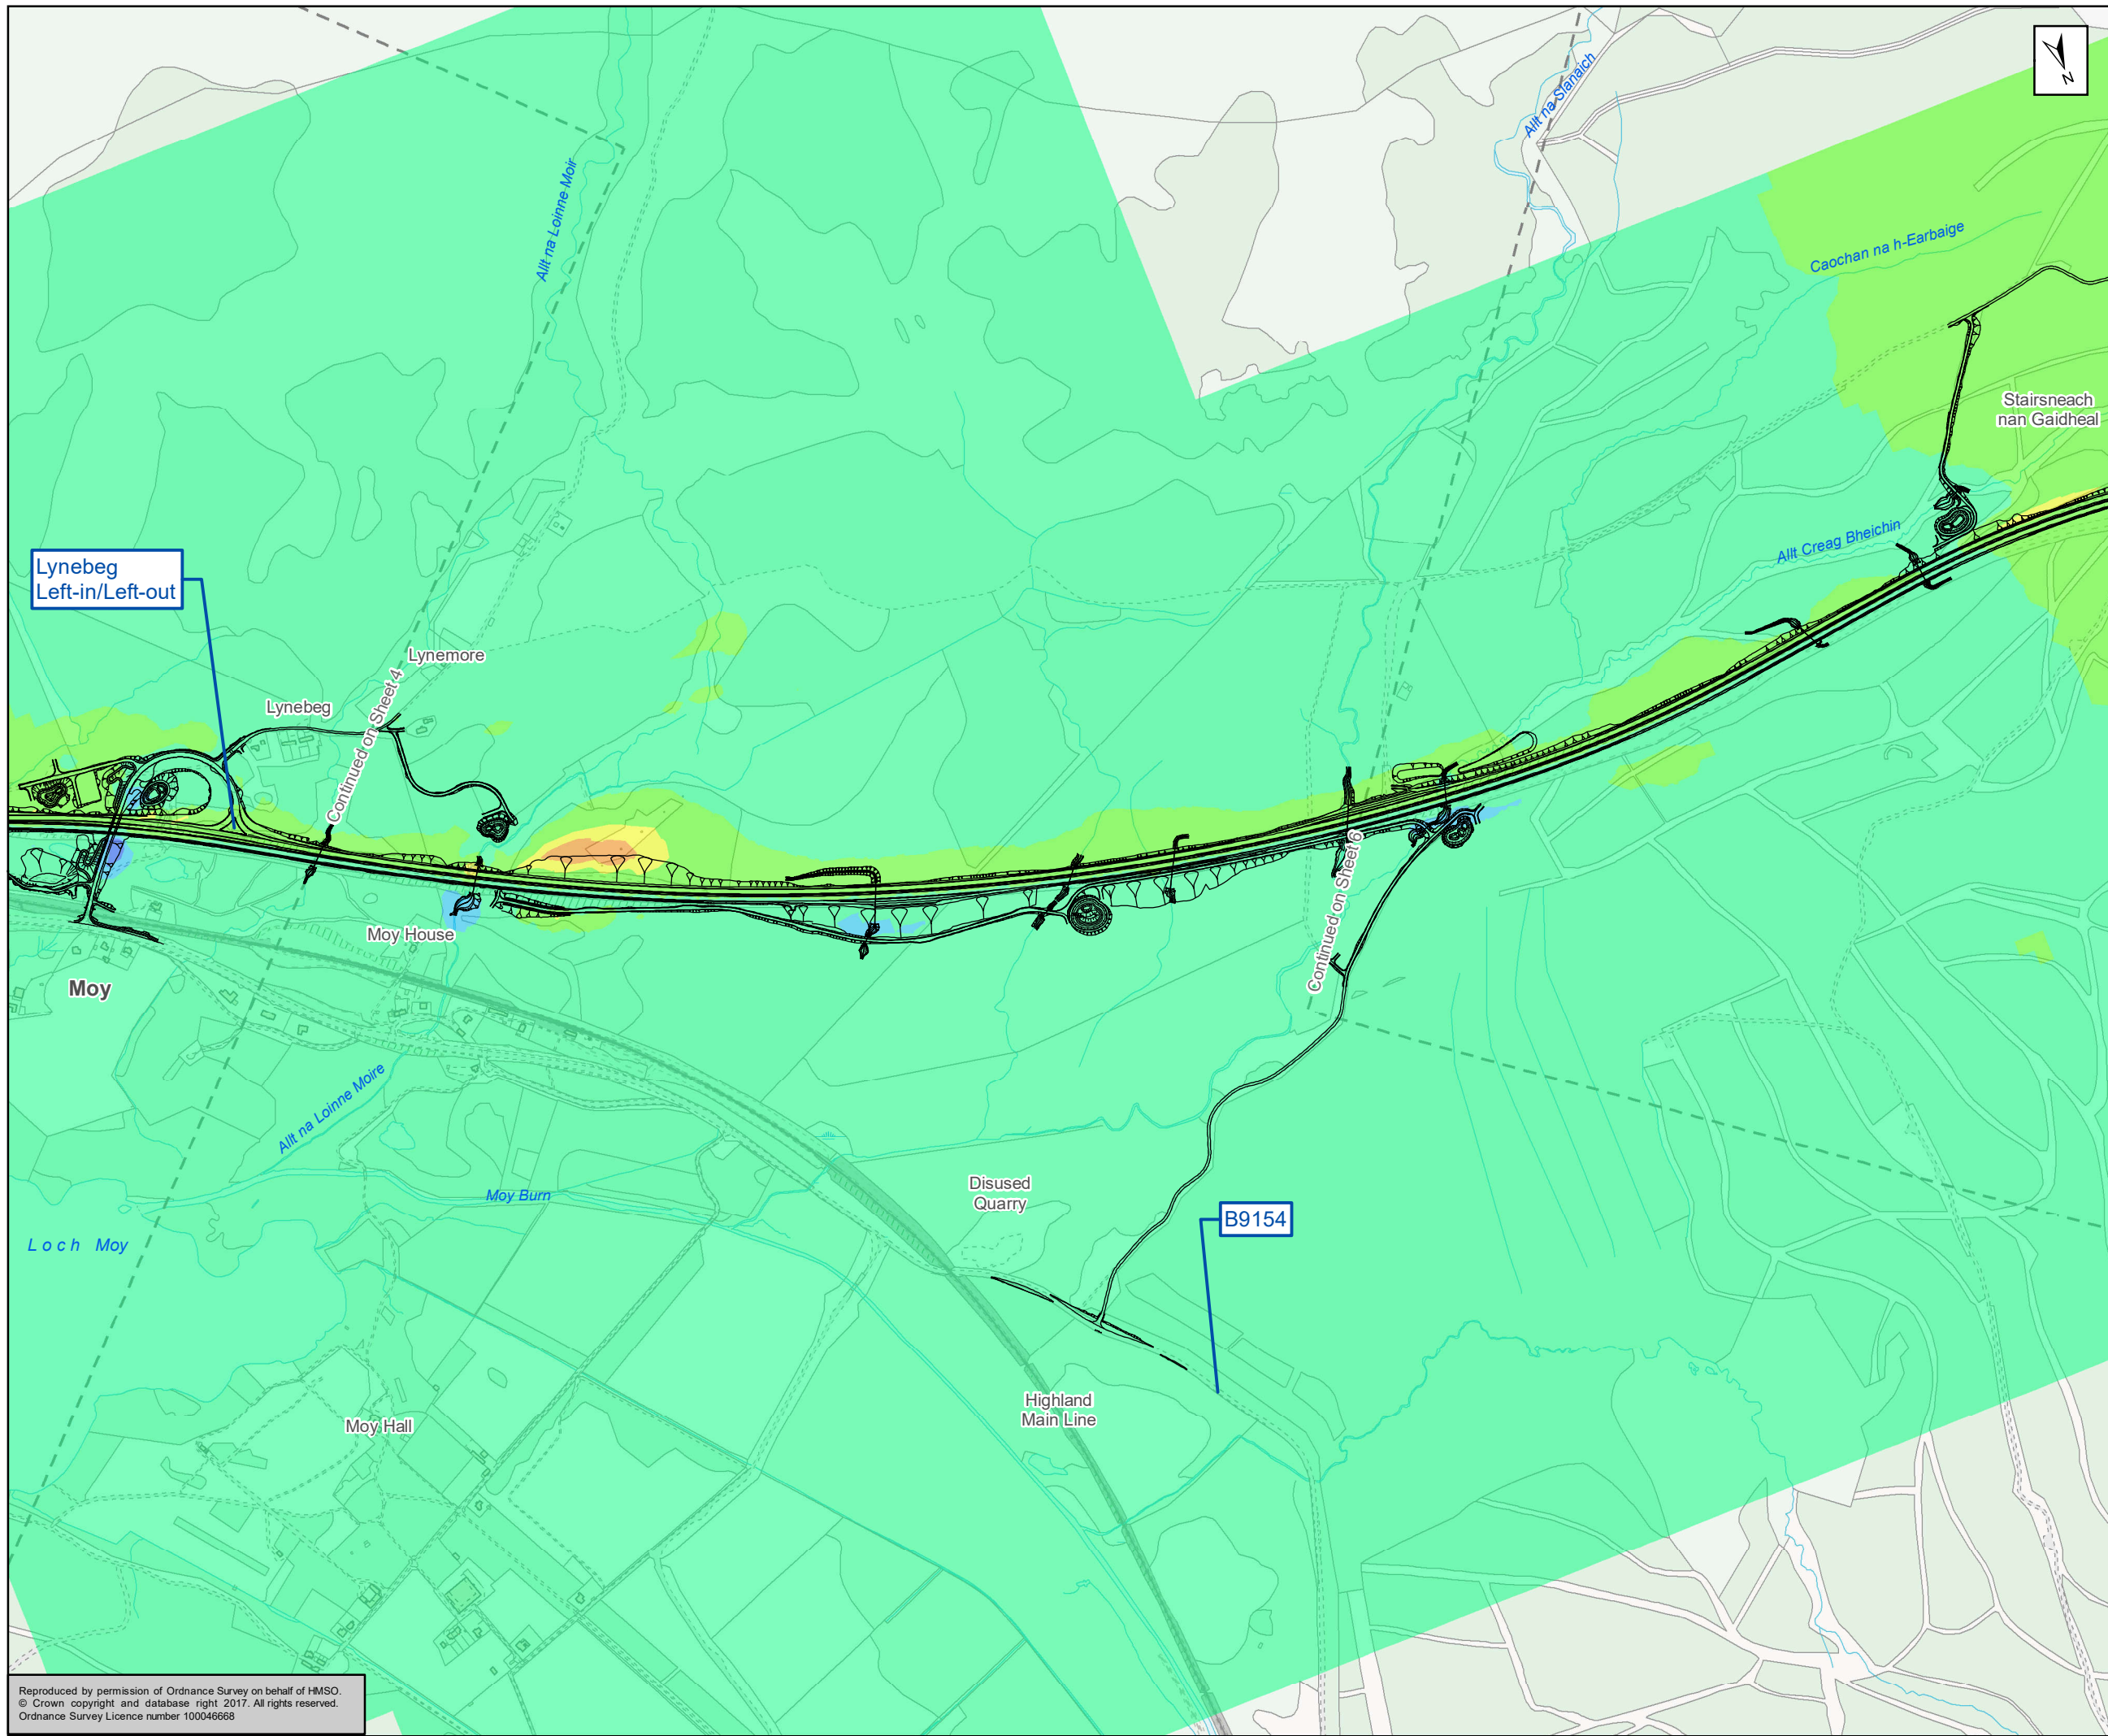 N
Allt na Slanaich
Allt na Loinne Moir
Caochan na h-Earbaige
Stairsneach
nan Gaidheal
Allt Creag Bheichin
Lynebeg
Left-in/Left-out
Lynemore
Lynebeg
Continued on Sheet 4
Continued on Sheet 6
Moy House
Moy
Allt na Loinne Moire
Moy Burn
Disused
Quarry
B9154
Loch Moy
Highland
Main Line
Moy Hall
Reproduced by permission of Ordnance Survey on behalf of HMSO.
© Crown copyright and database right 2017. All rights reserved.
Ordnance Survey Licence number 100046668